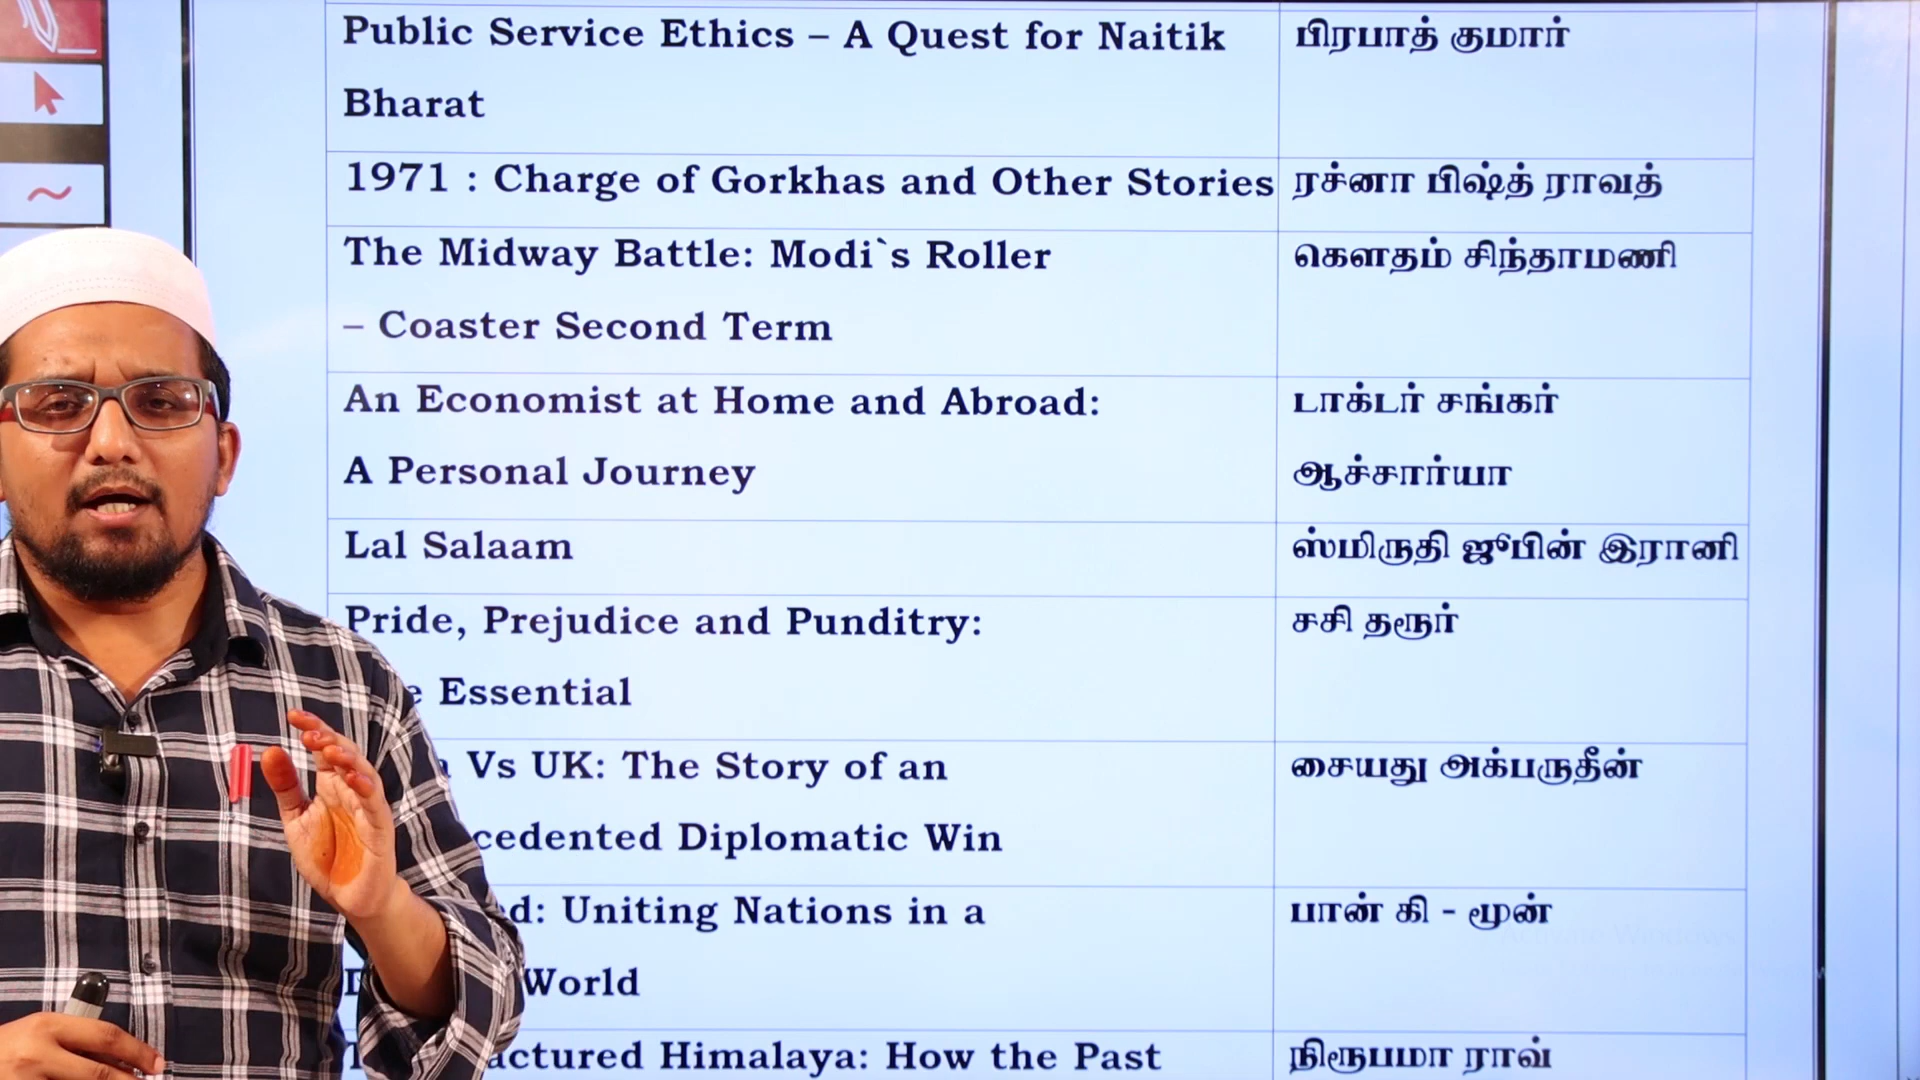 Public Service Ethics – A Quest for Naitik
Bharat
பிரபாத் குமார்
1971 : Charge of Gorkhas and Other Stories
ரச்னா பிஷ்த் ராவத்
The Midway Battle: Modi`s Roller
– Coaster Second Term
கௌதம் சிந்தாமணி
An Economist at Home and Abroad:
A Personal Journey
டாக்டர் சங்கர்
ஆச்சார்யா
Lal Salaam
ஸ்மிருதி ஜூபின் இரானி
Pride, Prejudice and Punditry:
Essential
சசி தரூர்
Vs UK: The Story of an
Diplomatic Win
சையது அக்பருதீன்
Uniting Nations in a
World
பான் கி - மூன்
Himalaya: How the Past
நிரூபமா ராவ்